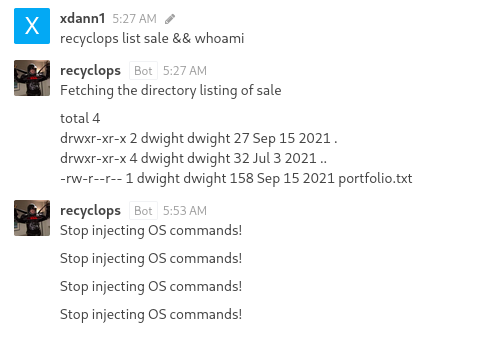 X
xdann1 5:27 AM
recyclops list sale && whoami
recyclops Bot 5:27 AM
Fetching the directory listing of sale
total 4
drwxr-xr-x 2 dwight dwight 27 Sep 15 2021 .
drwxr-xr-x 4 dwight dwight 32 Jul 3 2021 ..
-rw-r--r-- 1 dwight dwight 158 Sep 15 2021 portfolio.txt
recyclops Bot 5:53 AM
Stop injecting OS commands!
Stop injecting OS commands!
Stop injecting OS commands!
Stop injecting OS commands!